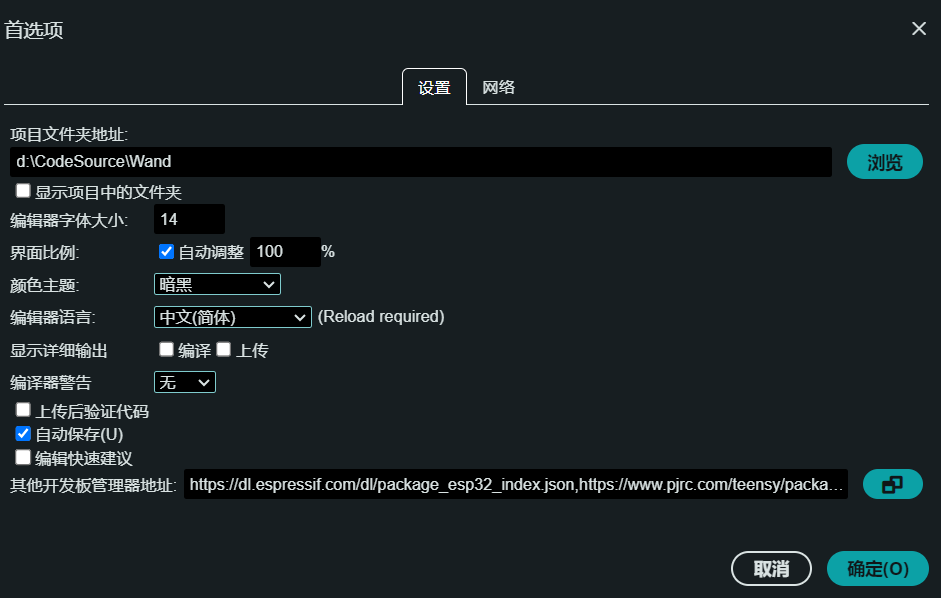 首选项
设置 网络
项目文件夹地址:
d:\CodeSource\Wand 浏览
显示项目中的文件夹
编辑器字体大小: 14
界面比例: 自动调整 100 %
颜色主题: 暗黑
编辑器语言: 中文(简体) (Reload required)
显示详细输出 编译 上传
编译器警告 无
上传后验证代码
自动保存(U)
编辑快速建议
其他开发板管理器地址: https://dl.espressif.com/dl/package_esp32_index.json,https://www.pjrc.com/teensy/packa...
取消 确定(O)